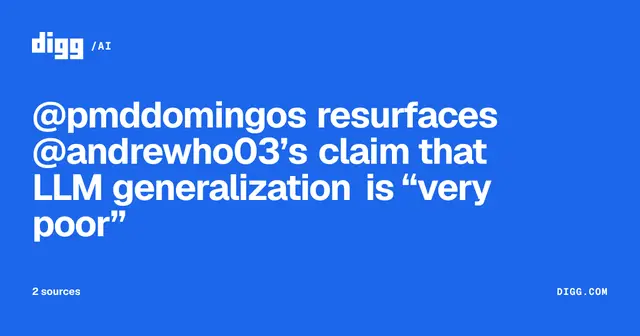 digg /AI
@pmddomingos resurfaces
@andrewho03’s claim that
LLM generalization is “very
poor”
2 sources
DIGG.COM